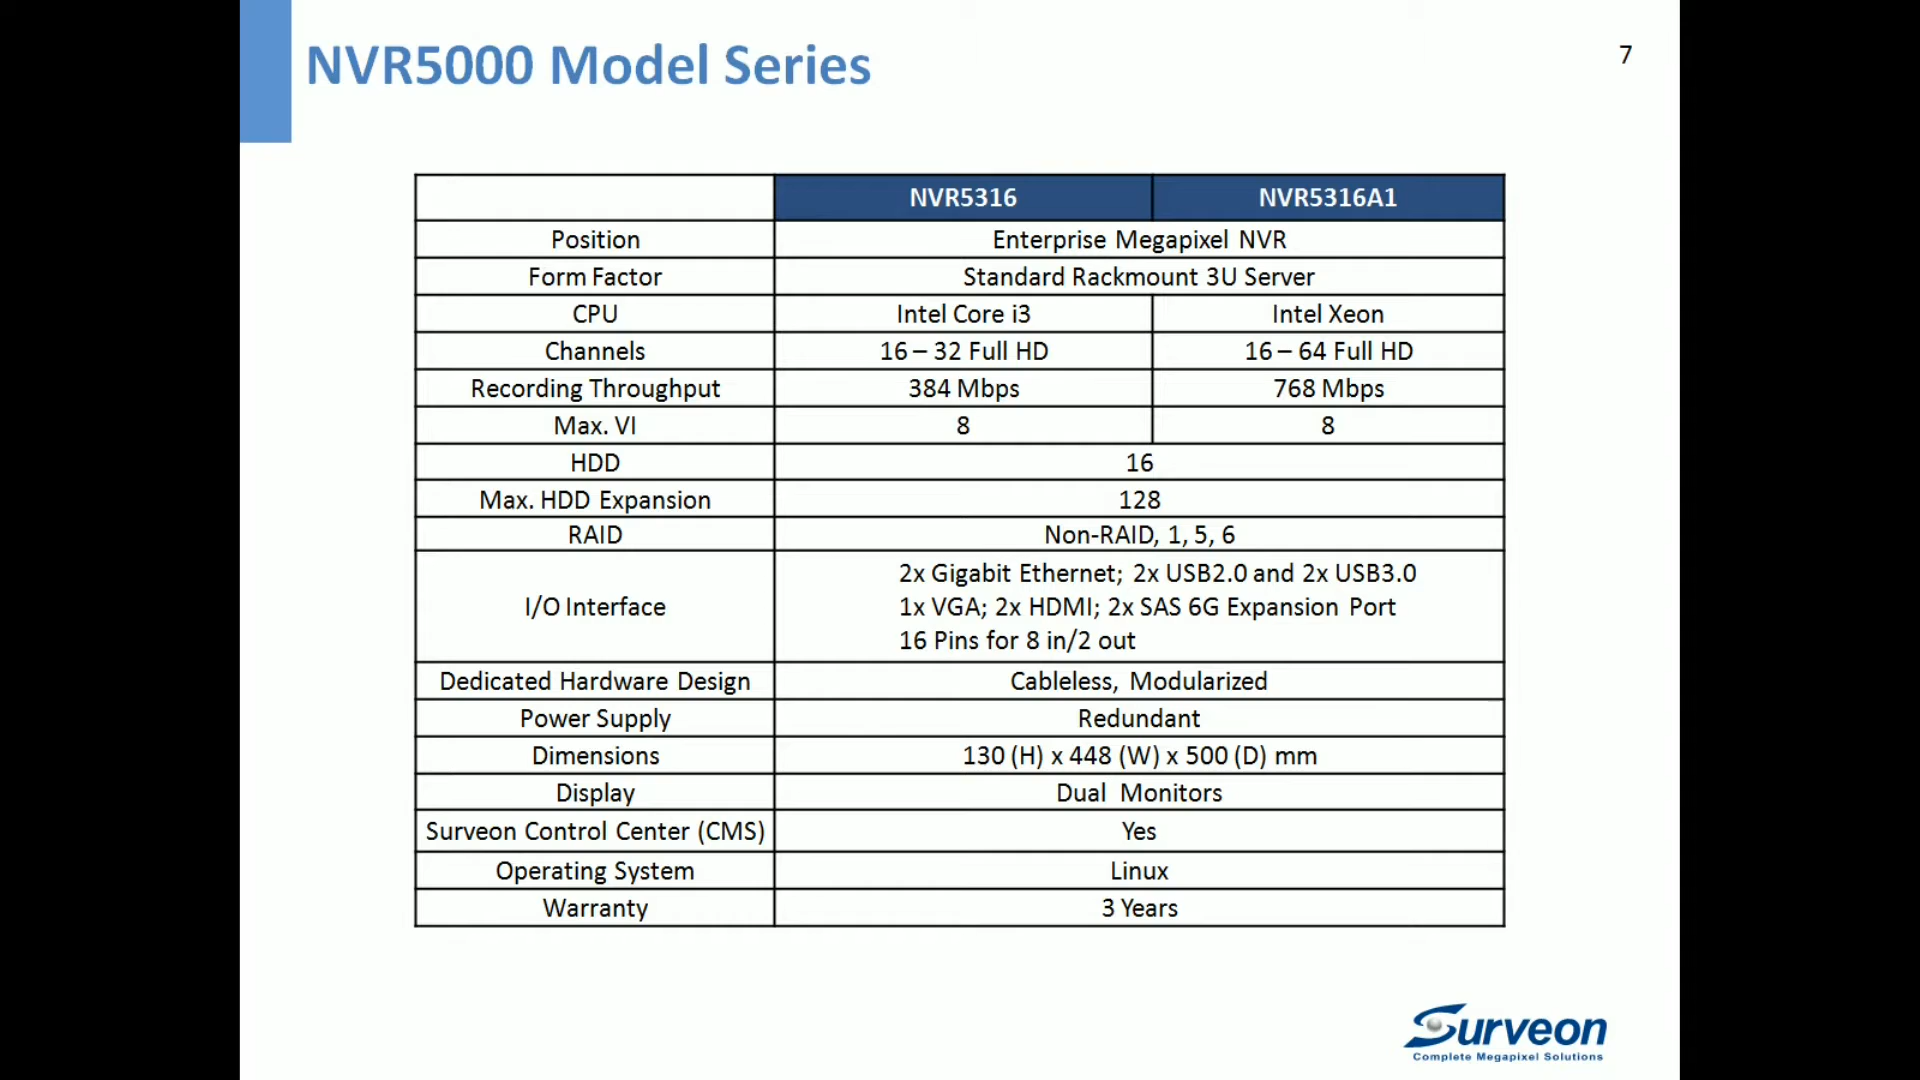 NVR5000 Model Series
7
NVR5316 NVR5316A1
Position Enterprise Megapixel NVR
Form Factor Standard Rackmount 3U Server
CPU Intel Core i3 Intel Xeon
Channels 16 – 32 Full HD 16 – 64 Full HD
Recording Throughput 384 Mbps 768 Mbps
Max. VI 8 8
HDD 16
Max. HDD Expansion 128
RAID Non-RAID, 1, 5, 6
I/O Interface
2x Gigabit Ethernet; 2x USB2.0 and 2x USB3.0
1x VGA; 2x HDMI; 2x SAS 6G Expansion Port
16 Pins for 8 in/2 out
Dedicated Hardware Design Cableless, Modularized
Power Supply Redundant
Dimensions 130 (H) x 448 (W) x 500 (D) mm
Display Dual Monitors
Surveon Control Center (CMS) Yes
Operating System Linux
Warranty 3 Years
Surveon
Complete Megapixel Solutions